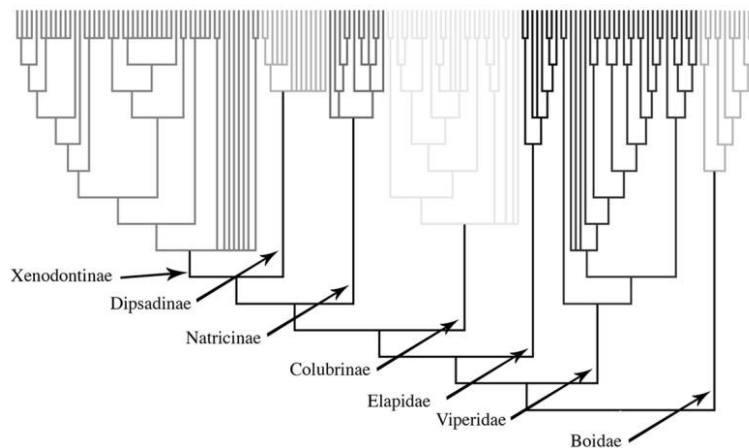 Xenodontinae
Dipsadinae
Natricinae
Colubrinae
Elapidae
Viperidae
Boidae